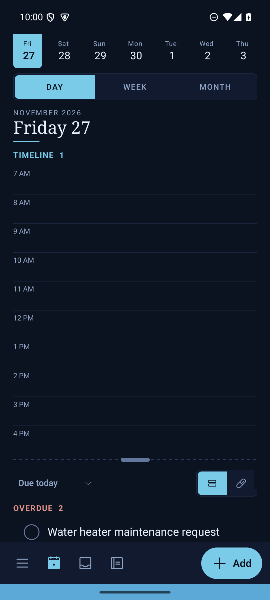 10:00
Fri Sat Sun Mon Tue Wed Thu
27 28 29 30 1 2 3
DAY WEEK MONTH
NOVEMBER 2026
Friday 27
TIMELINE 1
7 AM
8 AM
9 AM
10 AM
11 AM
12 PM
1 PM
2 PM
3 PM
4 PM
Due today
OVERDUE 2
Water heater maintenance request
Add